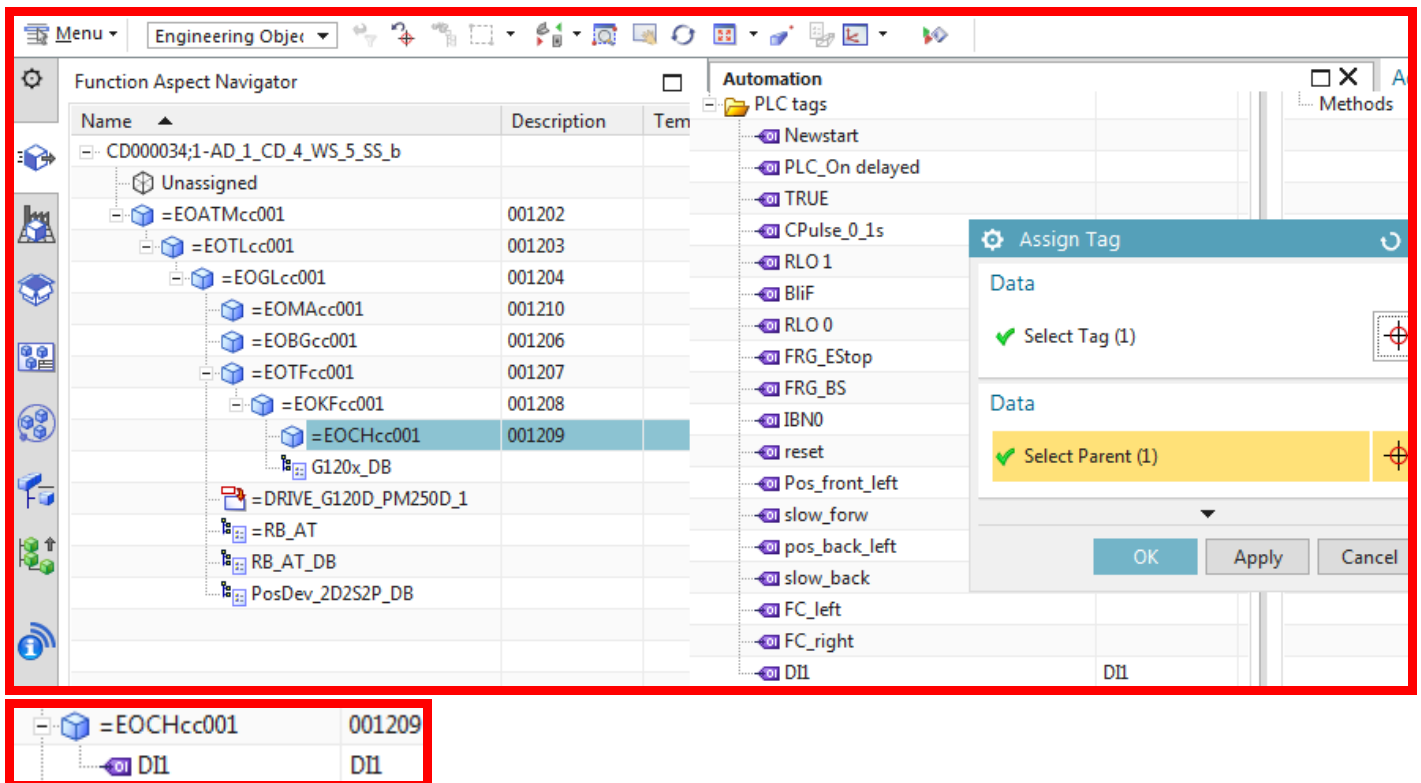 Menu
Engineering Objec
Function Aspect Navigator
Name
Description
Tem
CD000034;1-AD_1_CD_4_WS_5_SS_b
Unassigned
=EOATMcc001 001202
=EOTLcc001 001203
=EOGLcc001 001204
=EOMAcc001 001210
=EOBGcc001 001206
=EOTFcc001 001207
=EOKFcc001 001208
=EOCHcc001 001209
G120x_DB
=DRIVE_G120D_PM250D_1
=RB_AT
RB_AT_DB
PosDev_2D2S2P_DB
Automation
PLC tags
Newstart
PLC_On delayed
TRUE
CPulse_0_1s
RLO 1
BliF
RLO 0
FRG_EStop
FRG_BS
IBN0
reset
Pos_front_left
slow_forw
pos_back_left
slow_back
FC_left
FC_right
DI1 DI1
A
Methods
Assign Tag
Data
Select Tag (1)
Data
Select Parent (1)
OK
Apply
Cancel
=EOCHcc001 001209
DI1 DI1